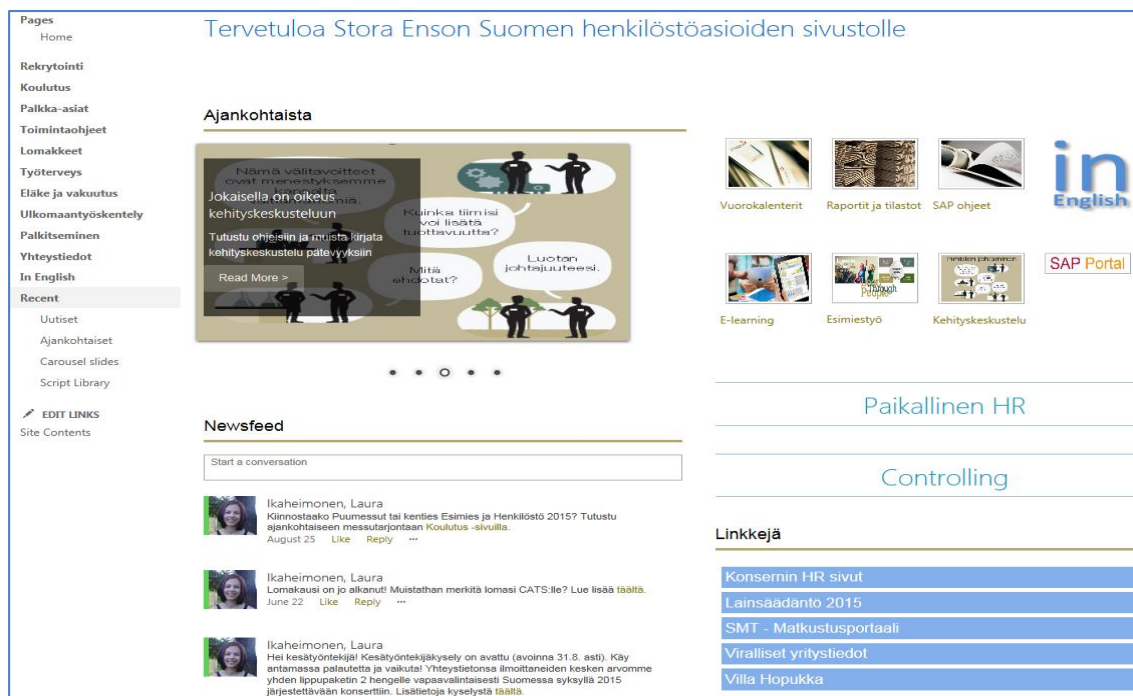 Pages
Home
Rekrytointi
Koulutus
Palkka-asiat
Toimintaohjeet
Lomakkeet
Työterveys
Eläke ja vakuutus
Ulkomaantyöskentely
Palkitseminen
Yhteystiedot
In English
Recent
Uutiset
Ajankohtaiset
Carousel slides
Script Library
EDIT LINKS
Site Contents
Tervetuloa Stora Enson Suomen henkilöstöasioiden sivustolle
Ajankohtaista
Nämä välitavoitteet
ovat menestyksemme
kannalta
Jokaisella on oikeus
kehityskeskusteluun
Tutustu ohjeisiin ja muista kirjata
kehityskeskustelu pätevyyksiin
Read More >
Kuinka tiimisi
voi lisätä
tuottavuutta?
Mitä
ehdotat?
Luotan
johtajuuteesi.
Newsfeed
Start a conversation
Ikaheimonen, Laura
Kiinnostaako Puumessut tai kenties Esimies ja Henkilöstö 2015? Tutustu
ajankohtaiseen messutarjontaan Koulutus -sivuilla.
August 25 Like Reply ...
Ikaheimonen, Laura
Lomakausi on jo alkanut! Muistathan merkitä lomasi CATS:lle? Lue lisää täältä.
June 22 Like Reply ...
Ikaheimonen, Laura
Hei kesätyöntekijä! Kesätyöntekijäkysely on avattu (avoinna 31.8. asti). Käy
antamassa palautetta ja vaikuta! Yhteystietonsa ilmoittaneiden kesken arvomme
yhden lippupaketin 2 hengelle vapaavalintaisesti Suomessa syksyllä 2015
järjestettävään konserttiin. Lisätietoja kyselystä täältä.
Vuorokalenterit
Raportit ja tilastot
SAP ohjeet
in
English
E-learning
Through
People
Esimiestyö
Kehityskeskustelu
SAP Portal
Paikallinen HR
Controlling
Linkkejä
Konsernin HR sivut
Lainsäädäntö 2015
SMT - Matkustusportaali
Viralliset yritystiedot
Villa Hopukka